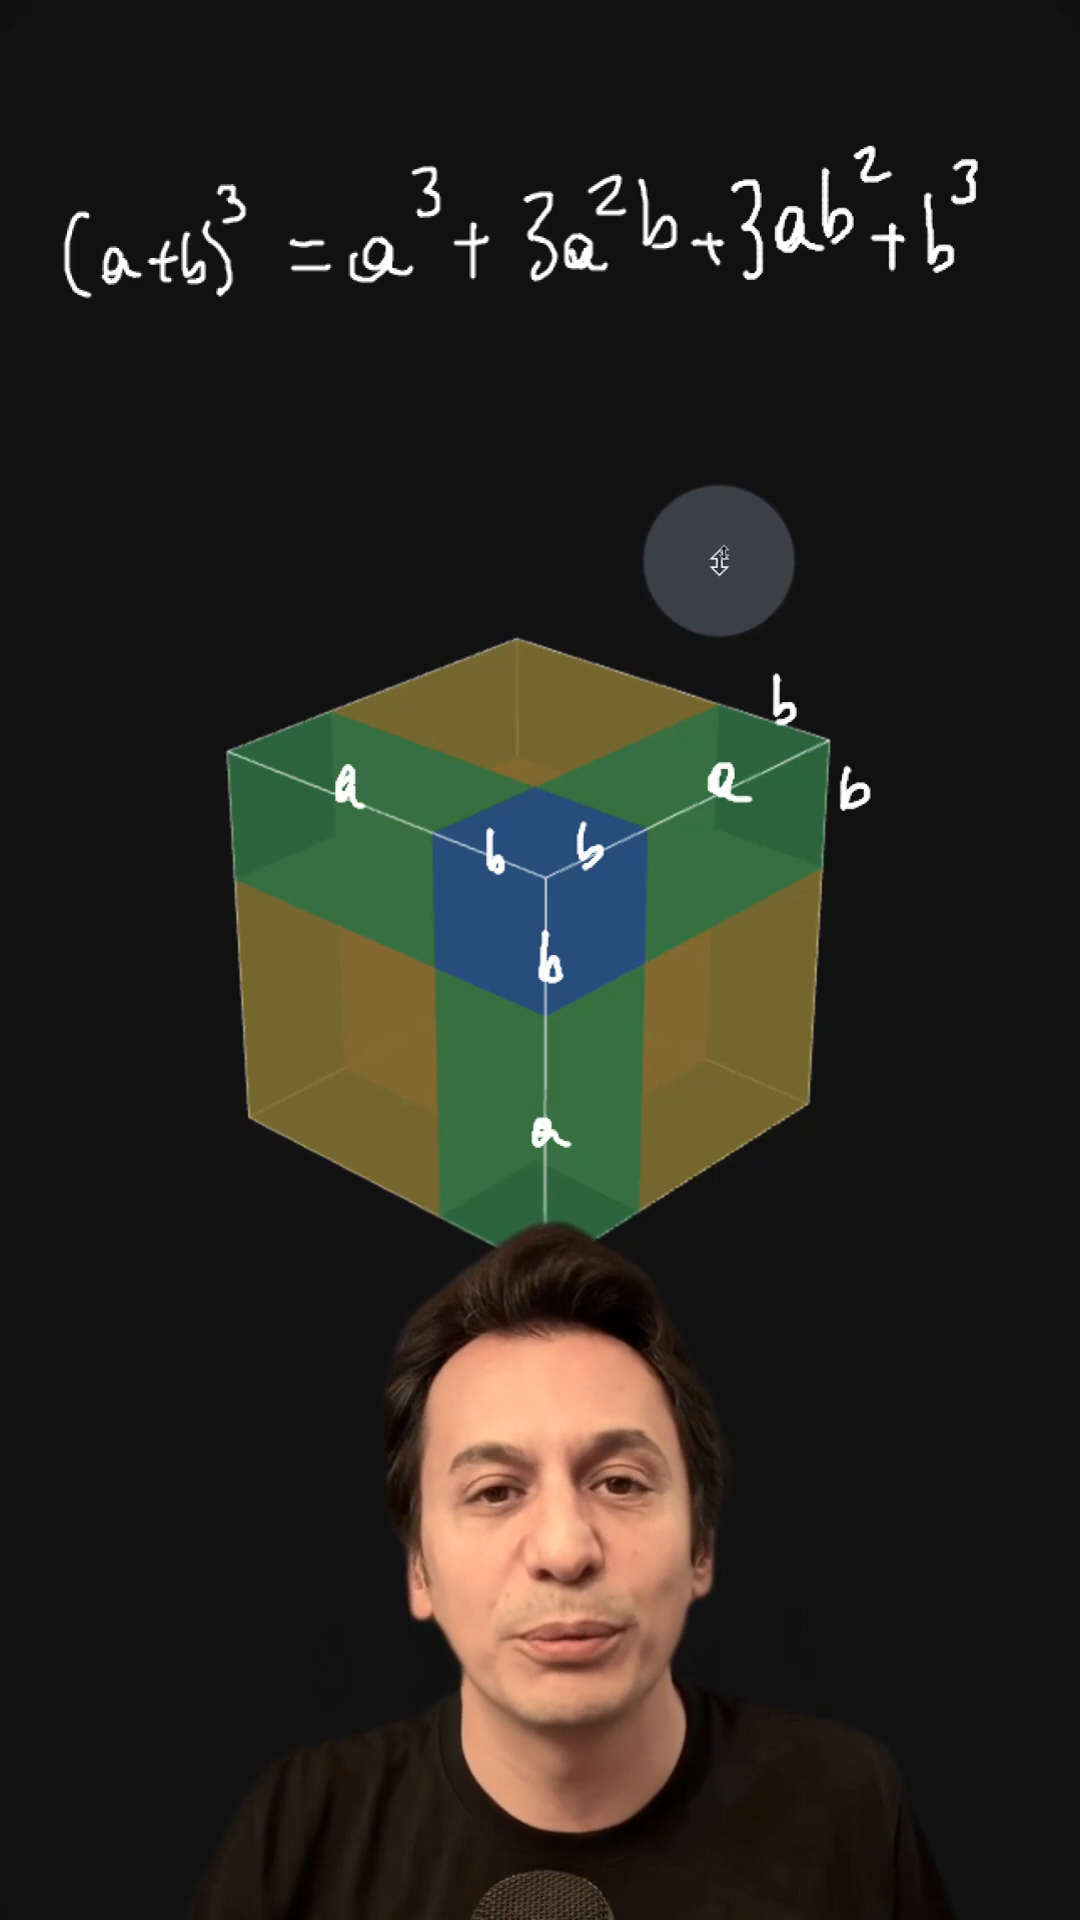 (a+b)³ = a³ + 3a²b + 3ab² + b³
b
a a b
b b
b
a